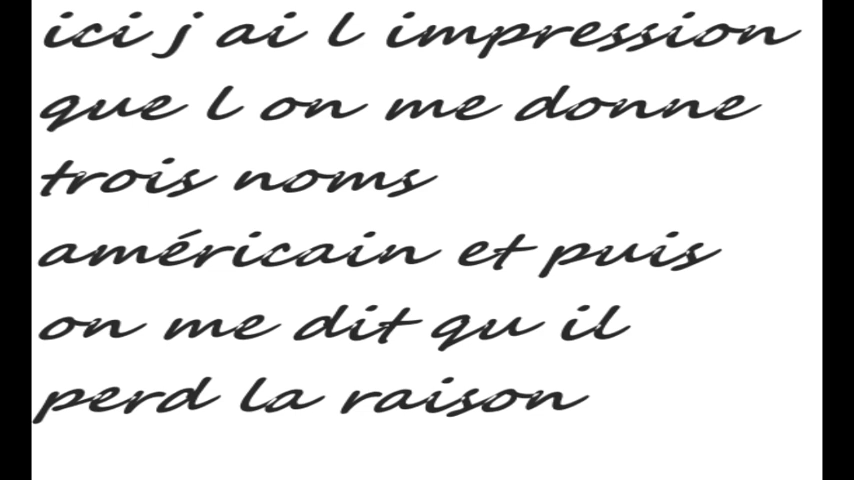 ici j ai l impression
que l on me donne
trois noms
américain et puis
on me dit qu il
perd la raison